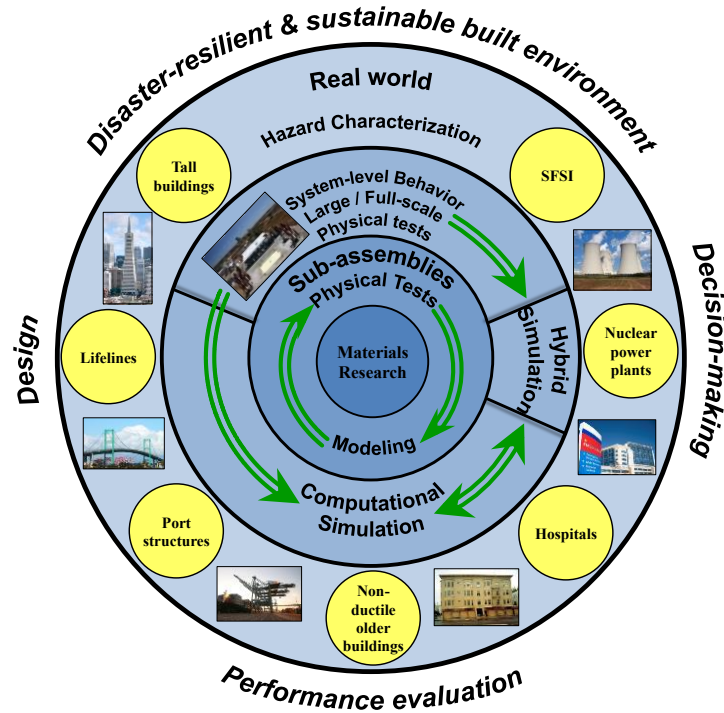 Disaster-resilient & sustainable built environment
Real world
Hazard Characterization
Tall
buildings
SFSI
System-level Behavior
Large / Full-scale
Physical tests
Sub-assemblies
Physical Tests
Materials
Research
Modeling
Hybrid
Simulation
Computational
Simulation
Lifelines
Nuclear
power
plants
Port
structures
Hospitals
Non-
ductile
older
buildings
Design
Decision-making
Performance evaluation